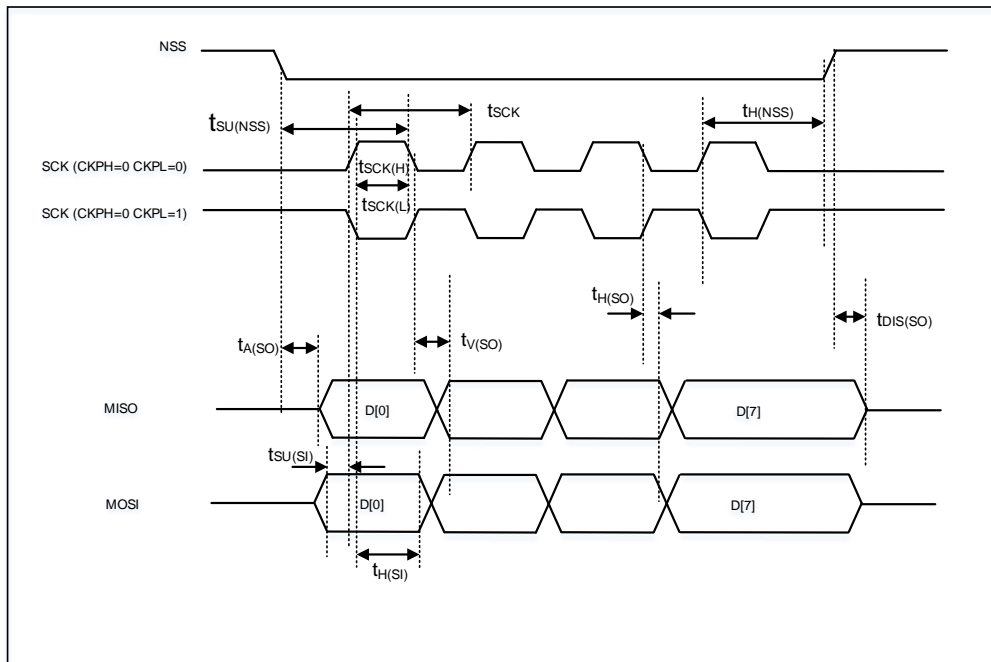 NSS
tSCK
tH(NSS)
tSU(NSS)
SCK (CKPH=0 CKPL=0)
tSCK(H)
tSCK(L)
SCK (CKPH=0 CKPL=1)
tH(SO)
tDIS(SO)
tA(SO)
tV(SO)
MISO
D[0]
D[7]
tSU(SI)
MOSI
D[0]
D[7]
tH(SI)